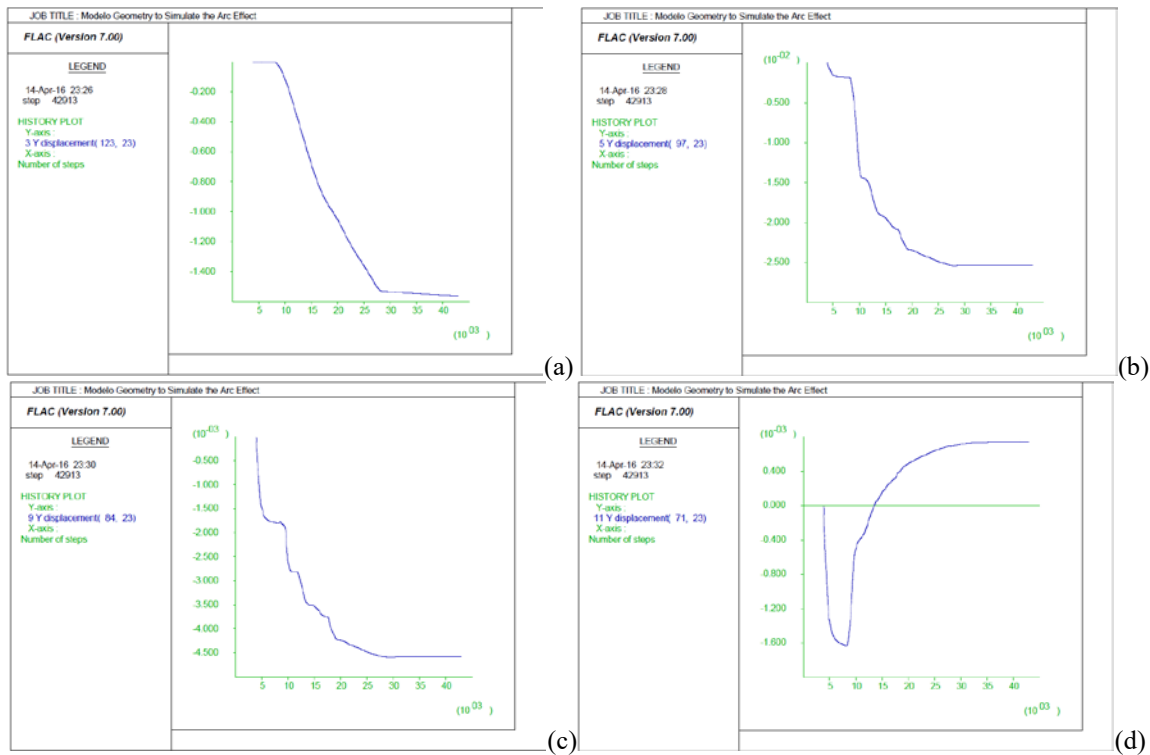 JOB TITLE : Modelo Geometry to Simulate the Arc Effect
FLAC (Version 7.00)
LEGEND
14-Apr-16 23:26
step 42913
HISTORY PLOT
Y-axis :
3 Y displacement( 123, 23)
X-axis :
Number of steps
-0.200
-0.400
-0.600
-0.800
-1.000
-1.200
-1.400
5 10 15 20 25 30 35 40
(10 03 )
(a)
JOB TITLE : Modelo Geometry to Simulate the Arc Effect
FLAC (Version 7.00)
LEGEND
14-Apr-16 23:28
step 42913
HISTORY PLOT
Y-axis :
5 Y displacement( 97, 23)
X-axis :
Number of steps
(10 -02 )
-0.500
-1.000
-1.500
-2.000
-2.500
5 10 15 20 25 30 35 40
(10 03 )
(b)
JOB TITLE : Modelo Geometry to Simulate the Arc Effect
FLAC (Version 7.00)
LEGEND
14-Apr-16 23:30
step 42913
HISTORY PLOT
Y-axis :
9 Y displacement( 84, 23)
X-axis :
Number of steps
(10 -03 )
-0.500
-1.000
-1.500
-2.000
-2.500
-3.000
-3.500
-4.000
-4.500
5 10 15 20 25 30 35 40
(10 03 )
(c)
JOB TITLE : Modelo Geometry to Simulate the Arc Effect
FLAC (Version 7.00)
LEGEND
14-Apr-16 23:32
step 42913
HISTORY PLOT
Y-axis :
11 Y displacement( 71, 23)
X-axis :
Number of steps
(10 -03 )
0.400
0.000
-0.400
-0.800
-1.200
-1.600
5 10 15 20 25 30 35 40
(10 03 )
(d)